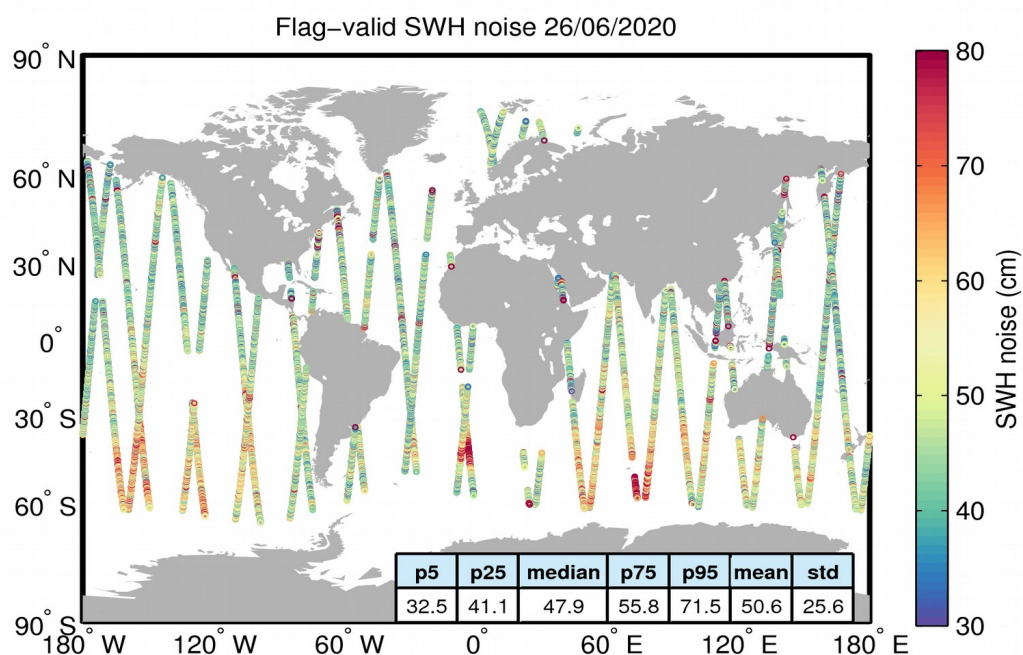 Flag−valid SWH noise 26/06/2020
90° N
60° N
30° N
0°
30° S
60° S
90° S
180° W
120° W
60° W
0°
60° E
120° E
180° E
80
70
60
50
40
30
SWH noise (cm)
p5 p25 median p75 p95 mean std
32.5 41.1 47.9 55.8 71.5 50.6 25.6